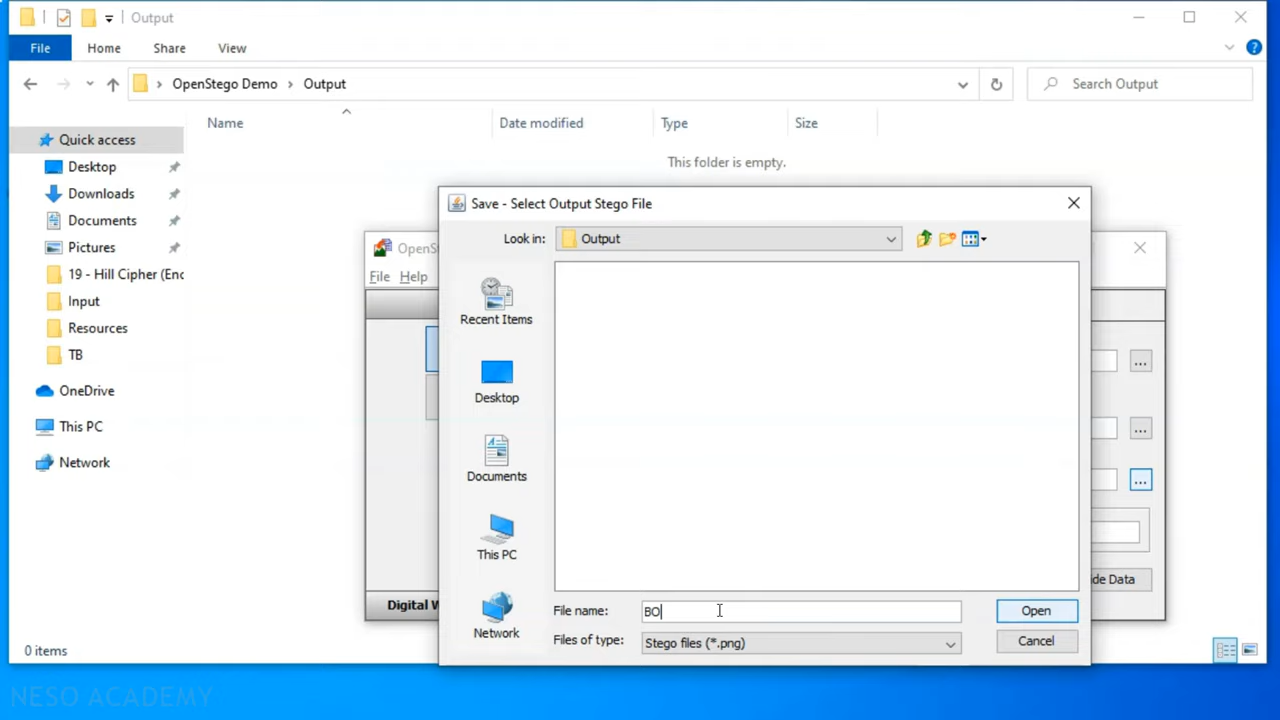 Output
File Home Share View
OpenStego Demo Output
Search Output
Name Date modified Type Size
This folder is empty.
Quick access
Desktop
Downloads
Documents
Pictures
19 - Hill Cipher (Enc
Input
Resources
TB
OneDrive
This PC
Network
0 items
OpenS
File Help
Digital W
...
...
...
de Data
Save - Select Output Stego File
Look in: Output
Recent Items
Desktop
Documents
This PC
Network
File name: BO Open
Files of type: Stego files (*.png) Cancel
NESO ACADEMY